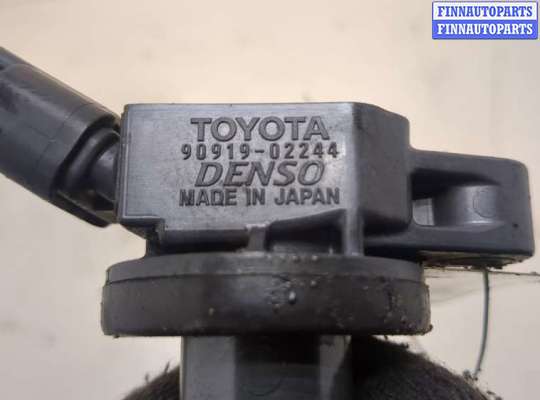 FINNAUTOPARTS
FINNAUTOPARTS
TOYOTA
90919-02244
DENSO
MADE IN JAPAN